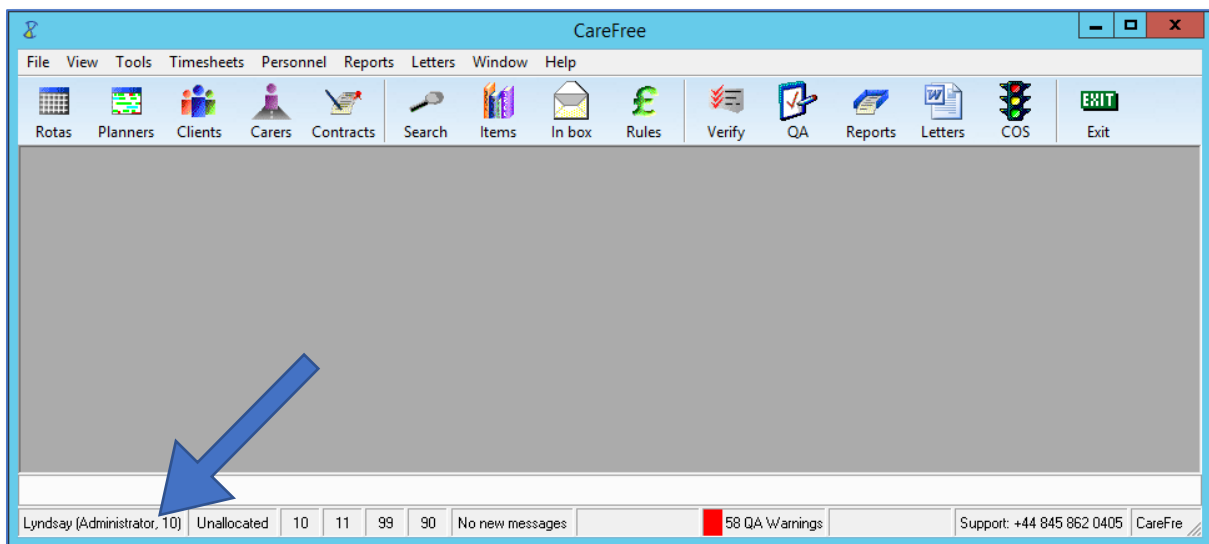 CareFree
File View Tools Timesheets Personnel Reports Letters Window Help
Rotas Planners Clients Carers Contracts Search Items In box £ Rules Verify QA Reports W Letters COS EXIT Exit
Lyndsay (Administrator, 10) Unallocated 10 11 99 90 No new messages 58 QA Warnings Support: +44 845 862 0405 CareFre